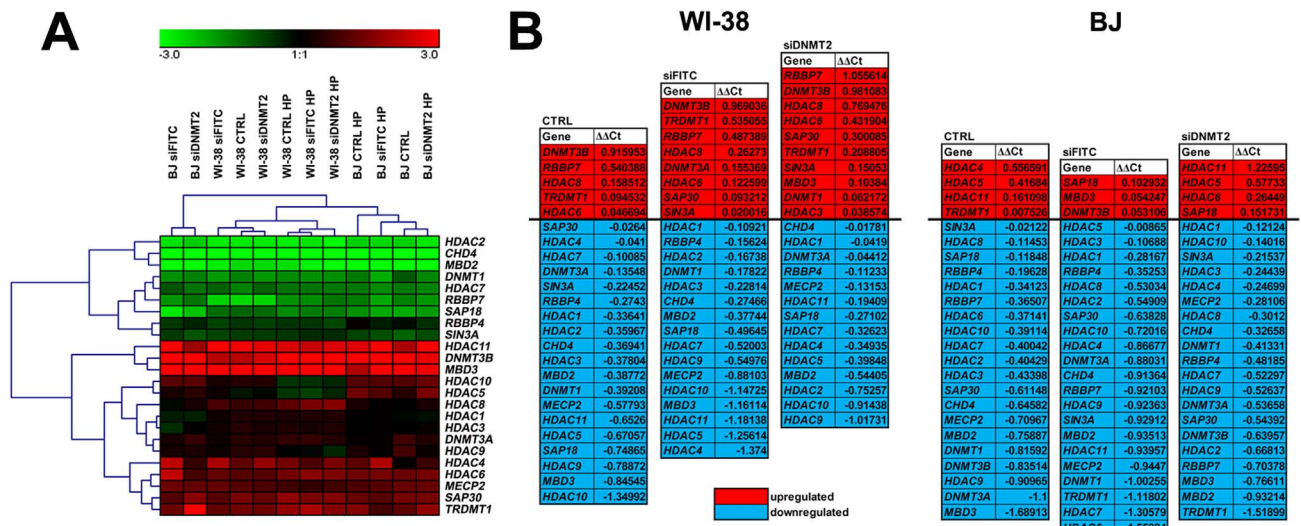 A
-3.0
1:1
3.0
BJ siFITC
BJ siDNMT2
WI-38 siFITC
WI-38 CTRL
WI-38 siDNMT2
WI-38 CTRL HP
WI-38 siFITC HP
WI-38 siDNMT2 HP
BJ CTRL HP
BJ siFITC HP
BJ CTRL
BJ siDNMT2 HP
HDAC2
CHD4
MBD2
DNMT1
HDAC7
RBBP7
SAP18
RBBP4
SIN3A
HDAC11
DNMT3B
MBD3
HDAC10
HDAC5
HDAC8
HDAC1
HDAC3
DNMT3A
HDAC9
HDAC4
HDAC6
MECP2
SAP30
TRDMT1
B
WI-38
CTRL
Gene ΔΔCt
DNMT3B 0.915953
RBBP7 0.540388
HDAC8 0.158512
TRDMT1 0.094532
HDAC6 0.046694
SAP30 -0.0264
HDAC4 -0.041
HDAC7 -0.10085
DNMT3A -0.13548
SIN3A -0.22452
RBBP4 -0.2743
HDAC1 -0.33641
HDAC2 -0.35967
CHD4 -0.36941
HDAC3 -0.37804
MBD2 -0.38772
DNMT1 -0.39208
MECP2 -0.57793
HDAC11 -0.6526
HDAC5 -0.67057
SAP18 -0.74865
HDAC9 -0.78872
MBD3 -0.84545
HDAC10 -1.34992
siFITC
Gene ΔΔCt
DNMT3B 0.969036
TRDMT1 0.535055
RBBP7 0.487389
HDAC8 0.26273
DNMT3A 0.155369
HDAC6 0.122599
SAP30 0.093212
SIN3A 0.020016
HDAC1 -0.10921
RBBP4 -0.15624
HDAC2 -0.16738
DNMT1 -0.17822
HDAC3 -0.22814
CHD4 -0.27466
MBD2 -0.37744
SAP18 -0.49645
HDAC7 -0.52003
HDAC9 -0.54976
MECP2 -0.88103
HDAC10 -1.14725
MBD3 -1.16114
HDAC11 -1.18138
HDAC5 -1.25614
HDAC4 -1.374
siDNMT2
Gene ΔΔCt
RBBP7 1.055614
DNMT3B 0.981083
HDAC8 0.769476
HDAC6 0.431904
SAP30 0.300085
TRDMT1 0.208805
SIN3A 0.15053
MBD3 0.10384
DNMT1 0.062172
HDAC3 0.038574
CHD4 -0.01781
HDAC1 -0.0419
DNMT3A -0.04412
RBBP4 -0.11233
MECP2 -0.13153
HDAC11 -0.19409
SAP18 -0.27102
HDAC7 -0.32623
HDAC4 -0.34935
HDAC5 -0.39848
MBD2 -0.54405
HDAC2 -0.75257
HDAC10 -0.91438
HDAC9 -1.01731
upregulated
downregulated
BJ
CTRL
Gene ΔΔCt
HDAC4 0.556591
HDAC5 0.41684
HDAC11 0.161098
TRDMT1 0.007526
SIN3A -0.02122
HDAC8 -0.11453
SAP18 -0.11848
RBBP4 -0.19628
HDAC1 -0.34123
RBBP7 -0.36507
HDAC6 -0.37141
HDAC10 -0.39114
HDAC7 -0.40042
HDAC2 -0.40429
HDAC3 -0.43398
SAP30 -0.61148
CHD4 -0.64582
MECP2 -0.70967
MBD2 -0.75887
DNMT1 -0.81592
DNMT3B -0.83514
HDAC9 -0.90965
DNMT3A -1.1
MBD3 -1.68913
siFITC
Gene ΔΔCt
SAP18 0.102932
MBD3 0.054247
DNMT3B 0.053106
HDAC5 -0.00865
HDAC3 -0.10688
HDAC1 -0.28167
RBBP4 -0.35253
HDAC8 -0.53034
HDAC2 -0.54909
SAP30 -0.63828
HDAC10 -0.72016
HDAC4 -0.86677
DNMT3A -0.88031
CHD4 -0.91364
RBBP7 -0.92103
HDAC9 -0.92363
SIN3A -0.92912
MBD2 -0.93513
HDAC11 -0.93957
MECP2 -0.9447
DNMT1 -1.00255
TRDMT1 -1.11802
HDAC7 -1.30579
siDNMT2
Gene ΔΔCt
HDAC11 1.22595
HDAC5 0.57733
HDAC6 0.26449
SAP18 0.151731
HDAC1 -0.12124
HDAC10 -0.14016
SIN3A -0.21537
HDAC3 -0.24439
HDAC4 -0.24699
MECP2 -0.28106
HDAC8 -0.3012
CHD4 -0.32658
DNMT1 -0.41331
RBBP4 -0.48185
HDAC7 -0.52297
HDAC9 -0.52637
DNMT3A -0.53658
SAP30 -0.54392
DNMT3B -0.63957
HDAC2 -0.66813
RBBP7 -0.70378
MBD3 -0.76611
MBD2 -0.93214
TRDMT1 -1.51899